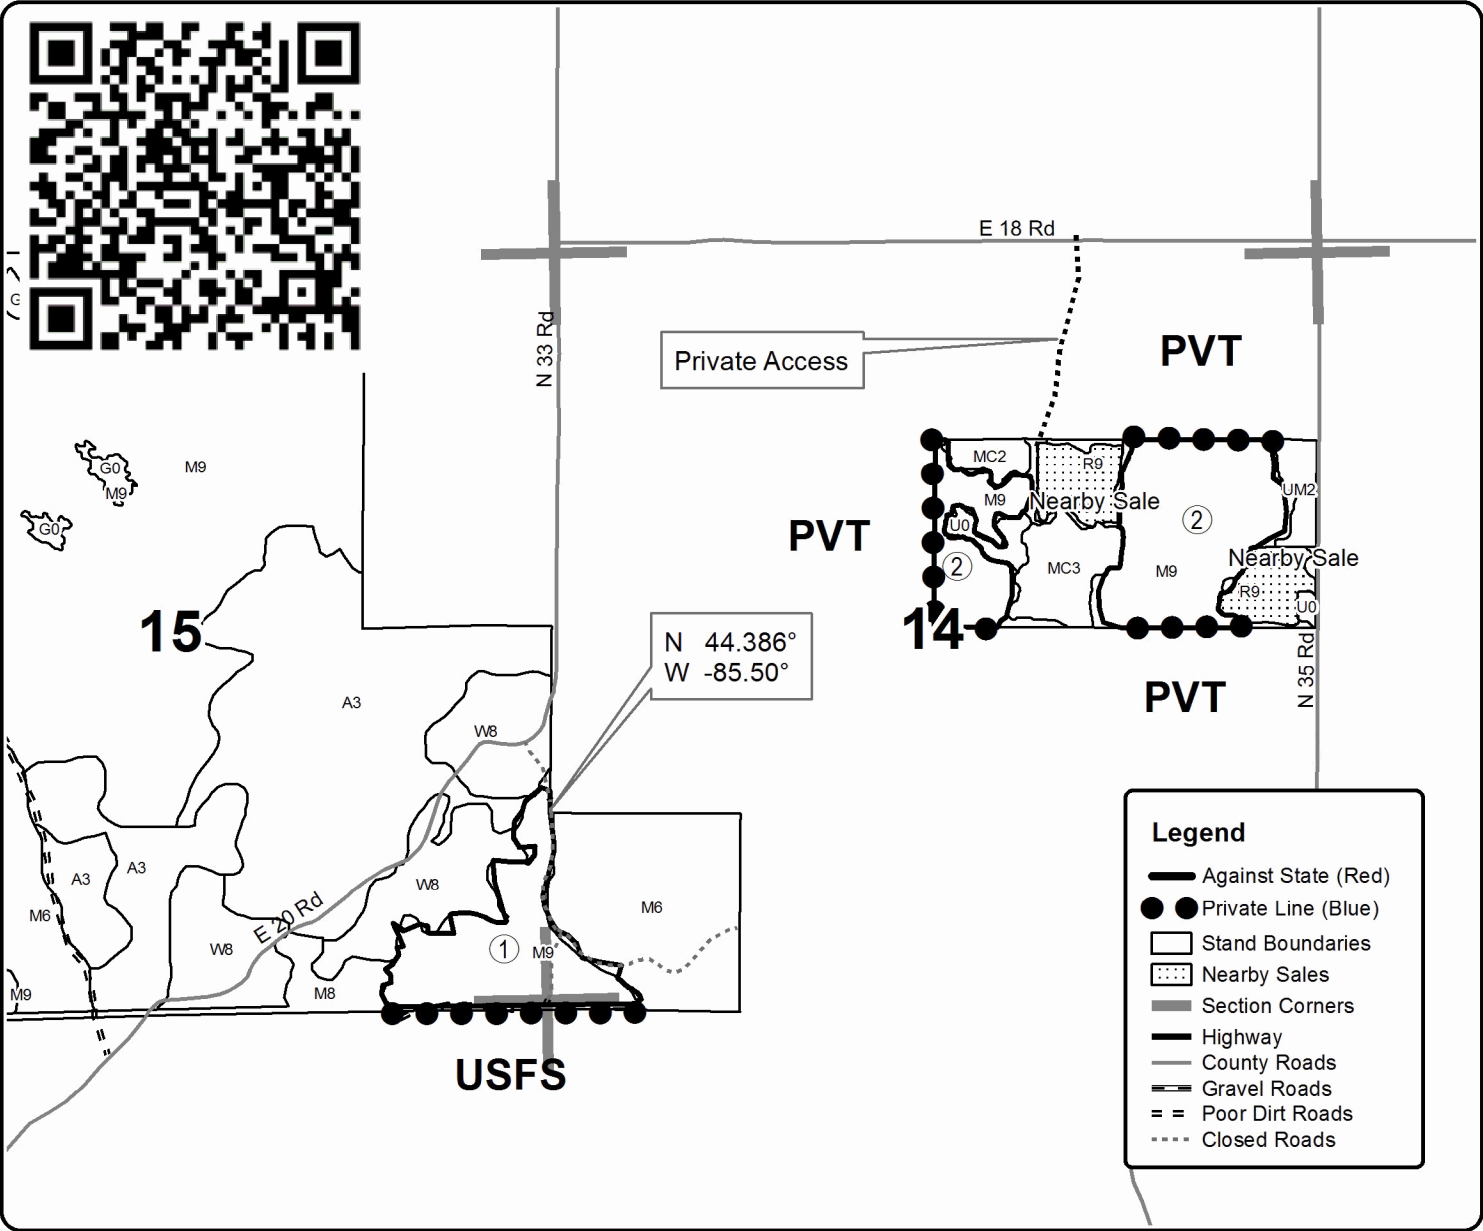 E 18 Rd
N 33 Rd
Private Access
PVT
G0
M9
M9
G0
MC2
R9
M9
Nearby Sale
UM2
U0
2
PVT
2
MC3
M9
Nearby Sale
R9
U0
15
14
N 44.386°
W -85.50°
N 35 Rd
PVT
A3
W8
A3
A3
W8
M6
M6
E 20 Rd
W8
1
M9
M9
M8
USFS
Legend
Against State (Red)
Private Line (Blue)
Stand Boundaries
Nearby Sales
Section Corners
Highway
County Roads
Gravel Roads
Poor Dirt Roads
Closed Roads